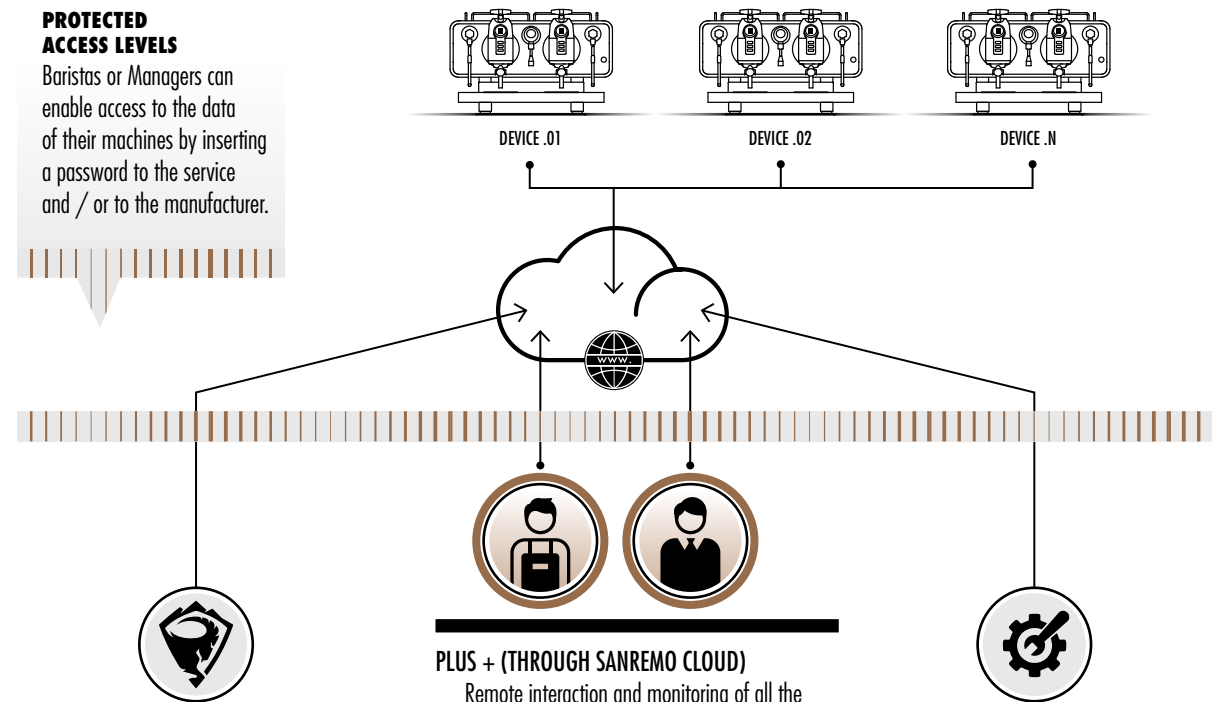 PROTECTED
ACCESS LEVELS
Baristas or Managers can
enable access to the data
of their machines by inserting
a password to the service
and / or to the manufacturer.
DEVICE .01
DEVICE .02
DEVICE .N
WWW.
PLUS + (THROUGH SANREMO CLOUD)
Remote interaction and monitoring of all the